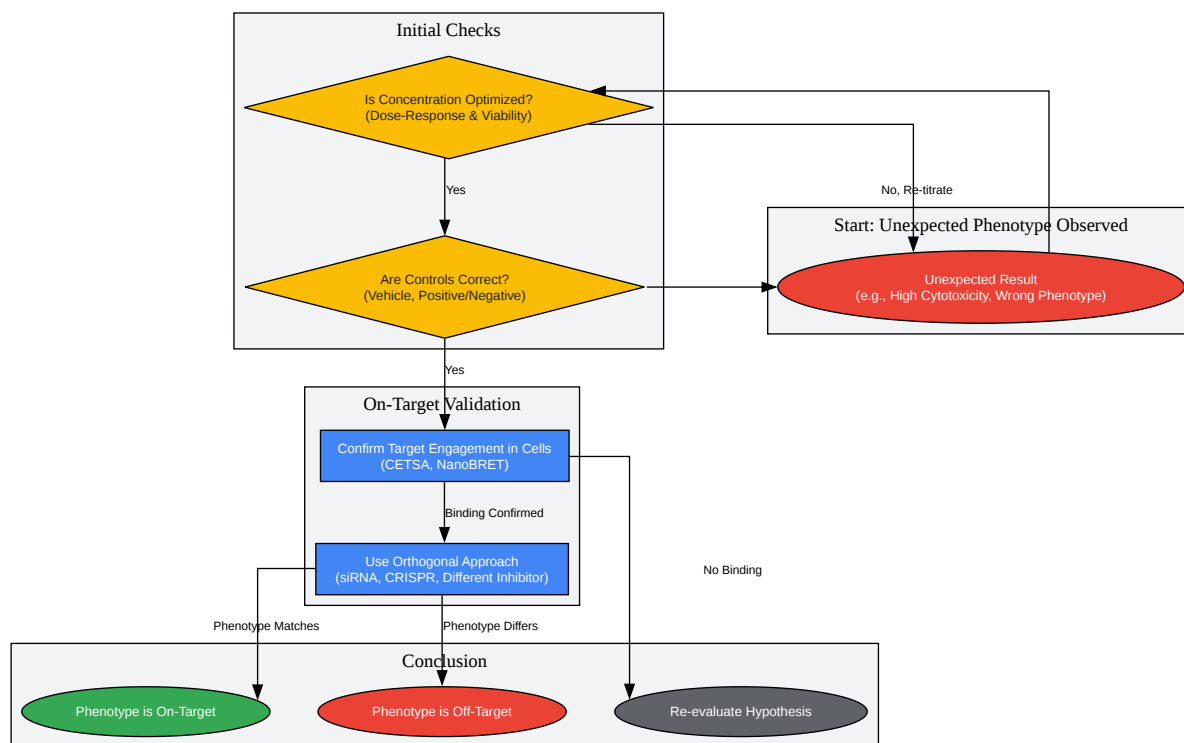 Initial Checks
Is Concentration Optimized?
(Dose-Response & Viability)
Yes
No, Re-titrate
Start: Unexpected Phenotype Observed
Are Controls Correct?
(Vehicle, Positive/Negative)
Unexpected Result
(e.g., High Cytotoxicity, Wrong Phenotype)
Yes
On-Target Validation
Confirm Target Engagement in Cells
(CETSA, NanoBRET)
Binding Confirmed
Use Orthogonal Approach
(siRNA, CRISPR, Different Inhibitor)
No Binding
Phenotype Matches
Phenotype Differs
Conclusion
Phenotype is On-Target
Phenotype is Off-Target
Re-evaluate Hypothesis